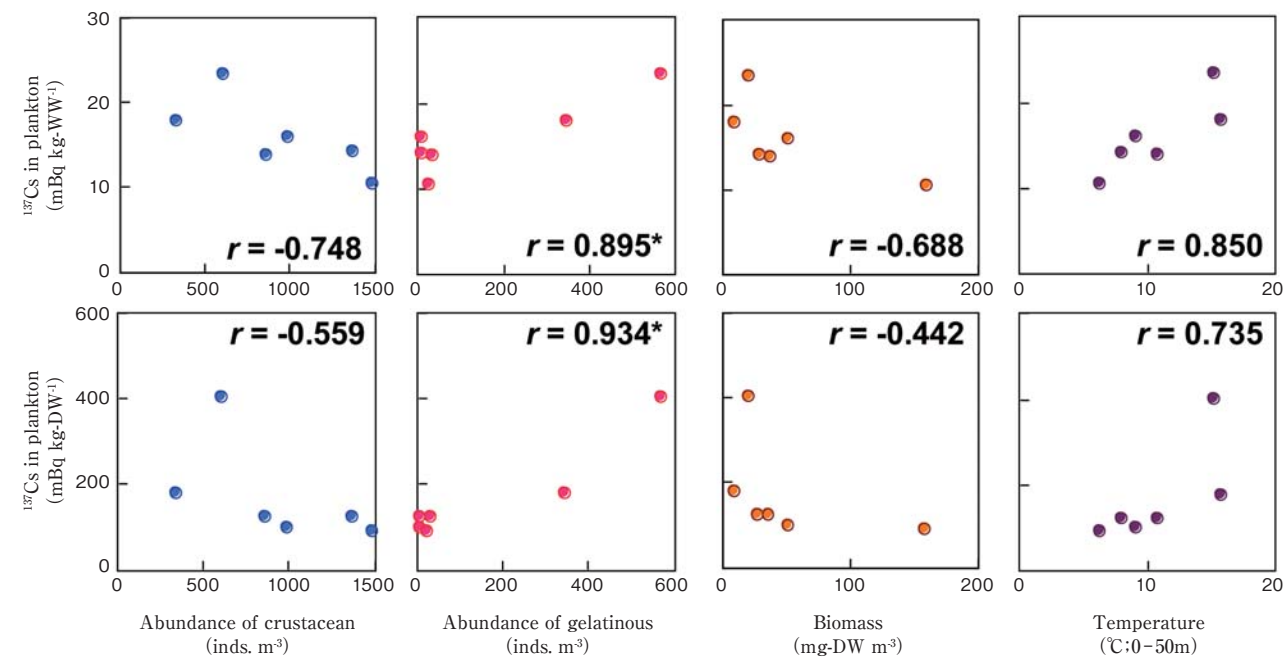 ¹³⁷Cs in plankton
(mBq kg-WW⁻¹)
30
20
10
0
r = -0.748
r = 0.895*
r = -0.688
r = 0.850
0 500 1000 1500
0 200 400 600
0 100 200
0 10 20
¹³⁷Cs in plankton
(mBq kg-DW⁻¹)
600
400
200
0
r = -0.559
r = 0.934*
r = -0.442
r = 0.735
0 500 1000 1500
0 200 400 600
0 100 200
0 10 20
Abundance of crustacean
(inds. m⁻³)
Abundance of gelatinous
(inds. m⁻³)
Biomass
(mg-DW m⁻³)
Temperature
(℃;0-50m)